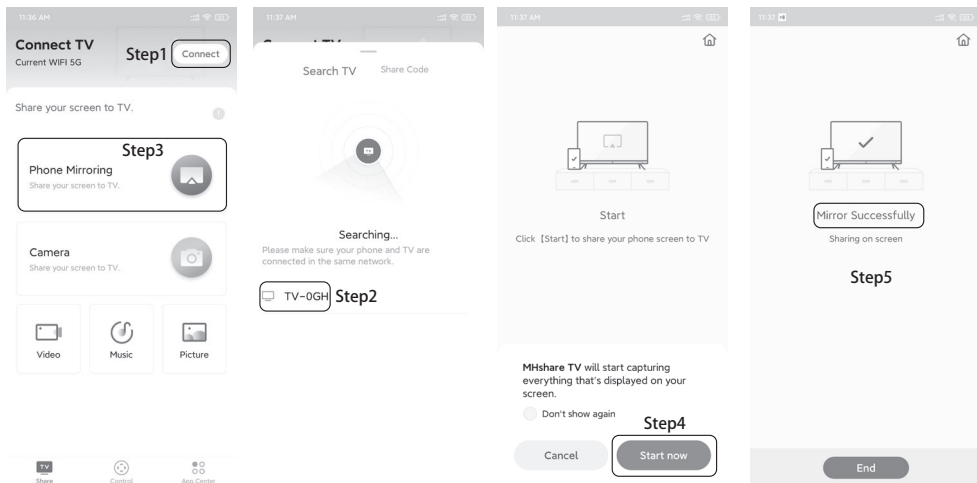 11:36 AM
Connect TV
Current WIFI 5G
Step1
Connect
Share your screen to TV.
Step3
Phone Mirroring
Share your screen to TV.
Camera
Share your screen to TV.
Video
Music
Picture
TV
Share
Control
App Center
11:37 AM
Search TV
Share Code
Searching...
Please make sure your phone and TV are
connected in the same network.
TV-0GH
Step2
11:37 AM
Start
Click [Start] to share your phone screen to TV
MHshare TV will start capturing
everything that's displayed on your
screen.
Don't show again
Step4
Cancel
Start now
11:37
Mirror Successfully
Sharing on screen
Step5
End